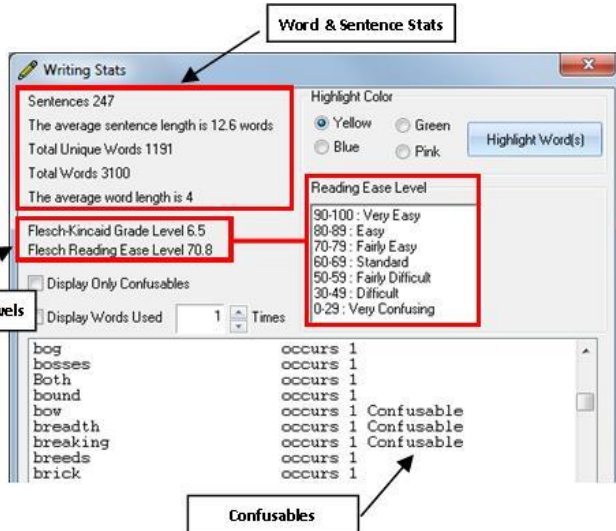 Word & Sentence Stats
Writing Stats
Sentences 247
The average sentence length is 12.6 words
Total Unique Words 1191
Total Words 3100
The average word length is 4
Flesch-Kincaid Grade Level 6.5
Flesch Reading Ease Level 70.8
Highlight Color
Yellow
Green
Blue
Pink
Highlight Word(s)
Reading Ease Level
90-100 : Very Easy
80-89 : Easy
70-79 : Fairly Easy
60-69 : Standard
50-59 : Fairly Difficult
30-49 : Difficult
0-29 : Very Confusing
Display Only Confusables
Display Words Used 1 Times
bog occurs 1
bosses occurs 1
Both occurs 1
bound occurs 1
bow occurs 1 Confusable
breadth occurs 1 Confusable
breaking occurs 1 Confusable
breeds occurs 1
brick occurs 1
Confusables